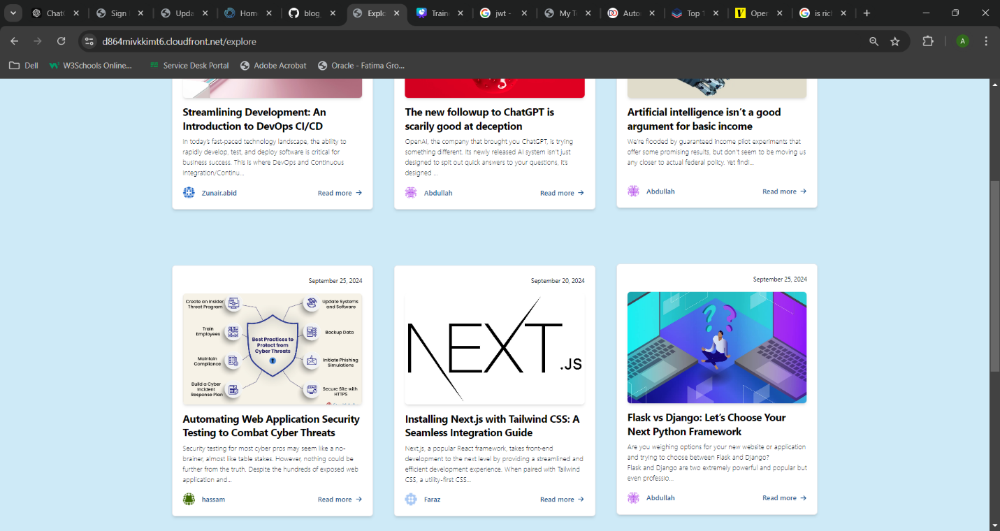 ChatG
Sign
Upda
Hom
blog_
Explo
Train
jwt -
My T
Auto
Top 1
Oper
is rich
d864mivkkimt6.cloudfront.net/explore
A
Dell
W3Schools Online...
Service Desk Portal
Adobe Acrobat
Oracle - Fatima Gro...
Streamlining Development: An
Introduction to DevOps CI/CD
In today's fast-paced technology landscape, the ability to
rapidly develop, test, and deploy software is critical for
business success. This is where DevOps and Continuous
Integration/Continu...
Zunair.abid
Read more →
The new followup to ChatGPT is
scarily good at deception
OpenAI, the company that brought you ChatGPT, is trying
something different. Its newly released AI system isn't just
designed to spit out quick answers to your questions, it's
designed ...
Abdullah
Read more →
Artificial intelligence isn't a good
argument for basic income
We're flooded by guaranteed income pilot experiments that
offer some promising results, but don't seem to be moving us
any closer to actual federal policy. Yet findi...
Abdullah
Read more →
September 25, 2024
Create an Insider
Threat Program
Update Systems
and Software
Train
Employees
Backup Data
Best Practices to
Protect from
Cyber Threats
Maintain
Compliance
Initiate Phishing
Simulations
Build a Cyber
Incident
Response Plan
Secure Site with
HTTPS
Automating Web Application Security
Testing to Combat Cyber Threats
Security testing for most cyber pros may seem like a no-
brainer, almost like table stakes. However, nothing could be
further from the truth. Despite the hundreds of exposed web
application and...
hassam
Read more →
September 20, 2024
NEXT.JS
Installing Next.js with Tailwind CSS: A
Seamless Integration Guide
Next.js, a popular React framework, takes front-end
development to the next level by providing a streamlined and
efficient development experience. When paired with Tailwind
CSS, a utility-first CSS...
Faraz
Read more →
September 25, 2024
? ?
Flask vs Django: Let's Choose Your
Next Python Framework
Are you weighing options for your new website or application
and trying to choose between Flask and Django?
Flask and Django are two extremely powerful and popular but
even professio...
Abdullah
Read more →